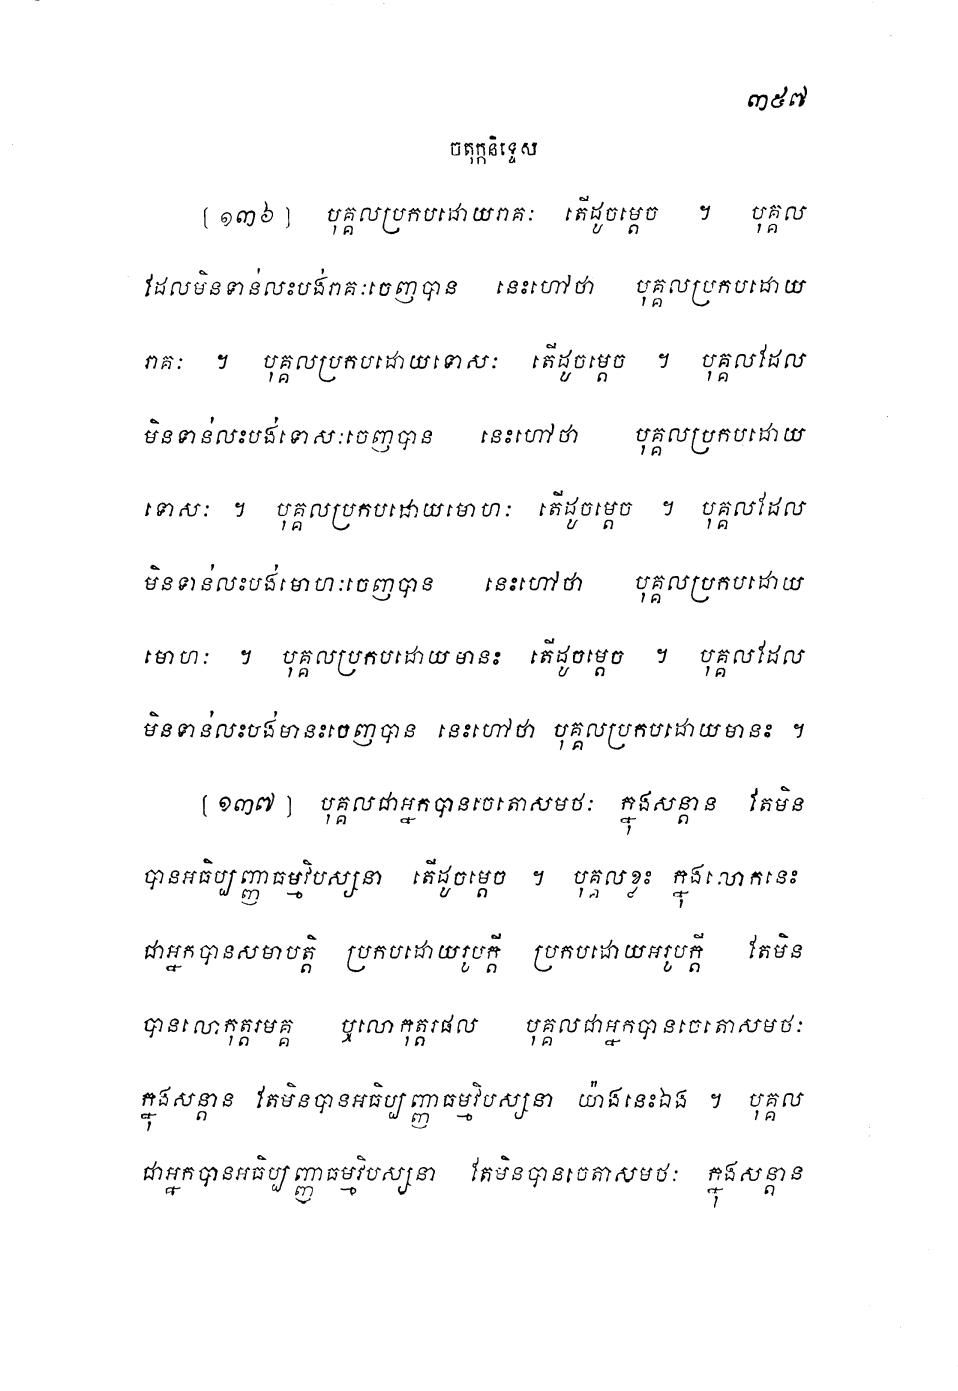 ៣៥៧
ចតុក្កនិទ្ទេស
[១៣៦] បុគ្គលប្រកបដោយរាគៈ តើដូចម្តេច ។ បុគ្គល
ដែលមិនទាន់លះបង់រាគៈចេញបាន នេះហៅថា បុគ្គលប្រកបដោយ
រាគៈ ។ បុគ្គលប្រកបដោយទោសៈ តើដូចម្តេច ។ បុគ្គលដែល
មិនទាន់លះបង់ទោសៈចេញបាន នេះហៅថា បុគ្គលប្រកបដោយ
ទោសៈ ។ បុគ្គលប្រកបដោយមោហៈ តើដូចម្តេច ។ បុគ្គលដែល
មិនទាន់លះបង់មោហៈចេញបាន នេះហៅថា បុគ្គលប្រកបដោយ
មោហៈ ។ បុគ្គលប្រកបដោយមានះ តើដូចម្តេច ។ បុគ្គលដែល
មិនទាន់លះបង់មានះចេញបាន នេះហៅថា បុគ្គលប្រកបដោយមានះ ។
[១៣៧] បុគ្គលជាអ្នកបានចេតោសមថៈ ក្នុងសន្តាន តែមិន
បានអធិប្បញ្ញាធម្មវិបស្សនា តើដូចម្តេច ។ បុគ្គលខ្លះ ក្នុងលោកនេះ
ជាអ្នកបានសមាបត្តិ ប្រកបដោយរូបក្តី ប្រកបដោយអរូបក្តី តែមិន
បានលោកុត្តរមគ្គ ឬលោកុត្តរផល បុគ្គលជាអ្នកបានចេតោសមថៈ
ក្នុងសន្តាន តែមិនបានអធិប្បញ្ញាធម្មវិបស្សនា យ៉ាងនេះឯង ។ បុគ្គល
ជាអ្នកបានអធិប្បញ្ញាធម្មវិបស្សនា តែមិនបានចេតោសមថៈ ក្នុងសន្តាន